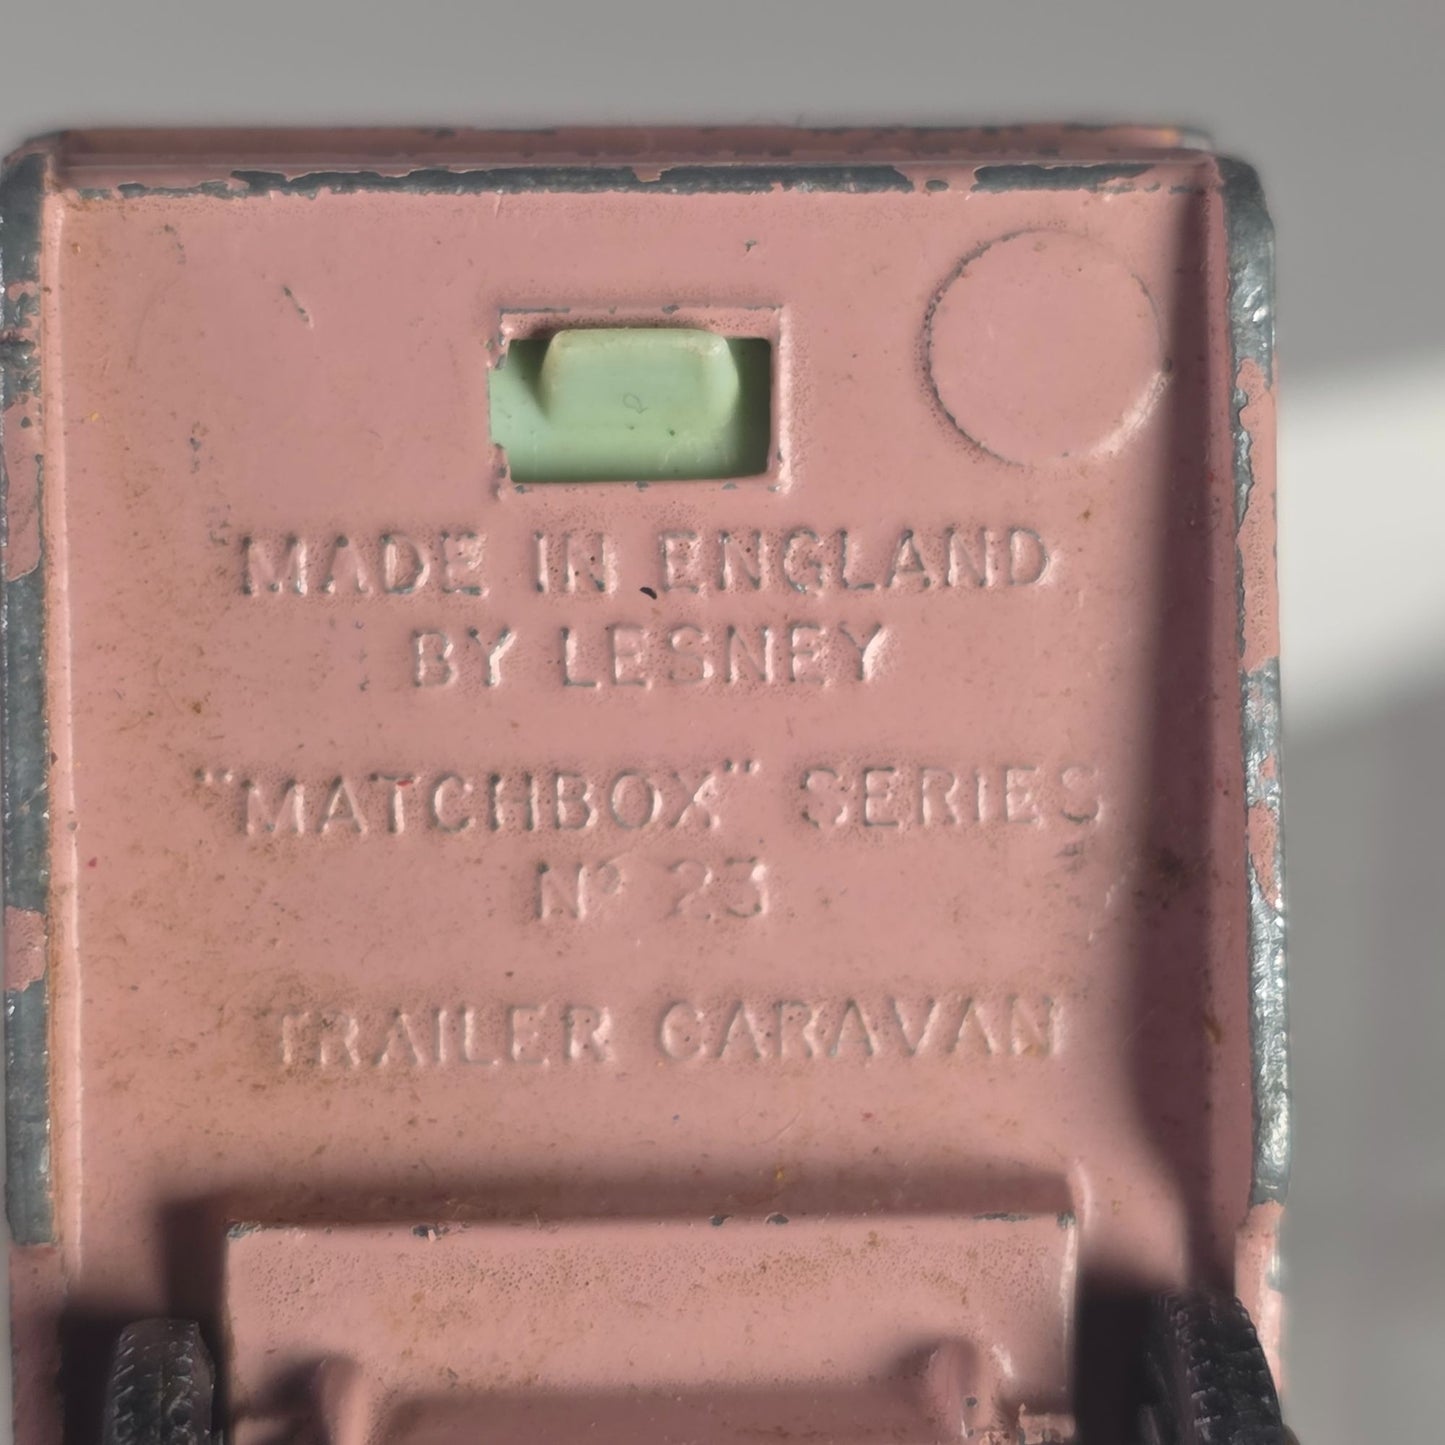 MADE IN ENGLAND
BY LESNEY
"MATCHBOX" SERIES
Nº 23
TRAILER CARAVAN